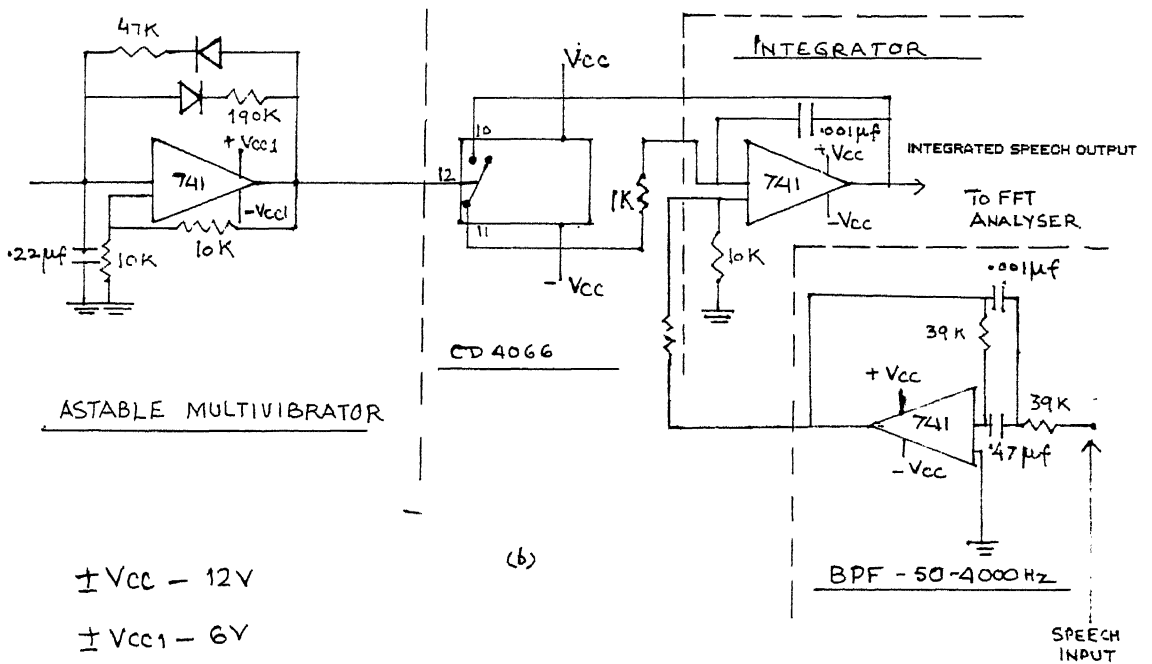 47K
190K
+ Vcc1
741
-Vcc1
10K
.22µf
10K
ASTABLE MULTIVIBRATOR
± Vcc - 12V
± Vcc1 - 6V
Vcc
10
12
11
- Vcc
CD 4066
1K
(b)
INTEGRATOR
.001µf
+ Vcc
741
- Vcc
10K
INTEGRATED SPEECH OUTPUT
TO FFT
ANALYSER
.001µf
39K
+ Vcc
741
- Vcc
39K
.47µf
BPF - 50-4000Hz
SPEECH
INPUT